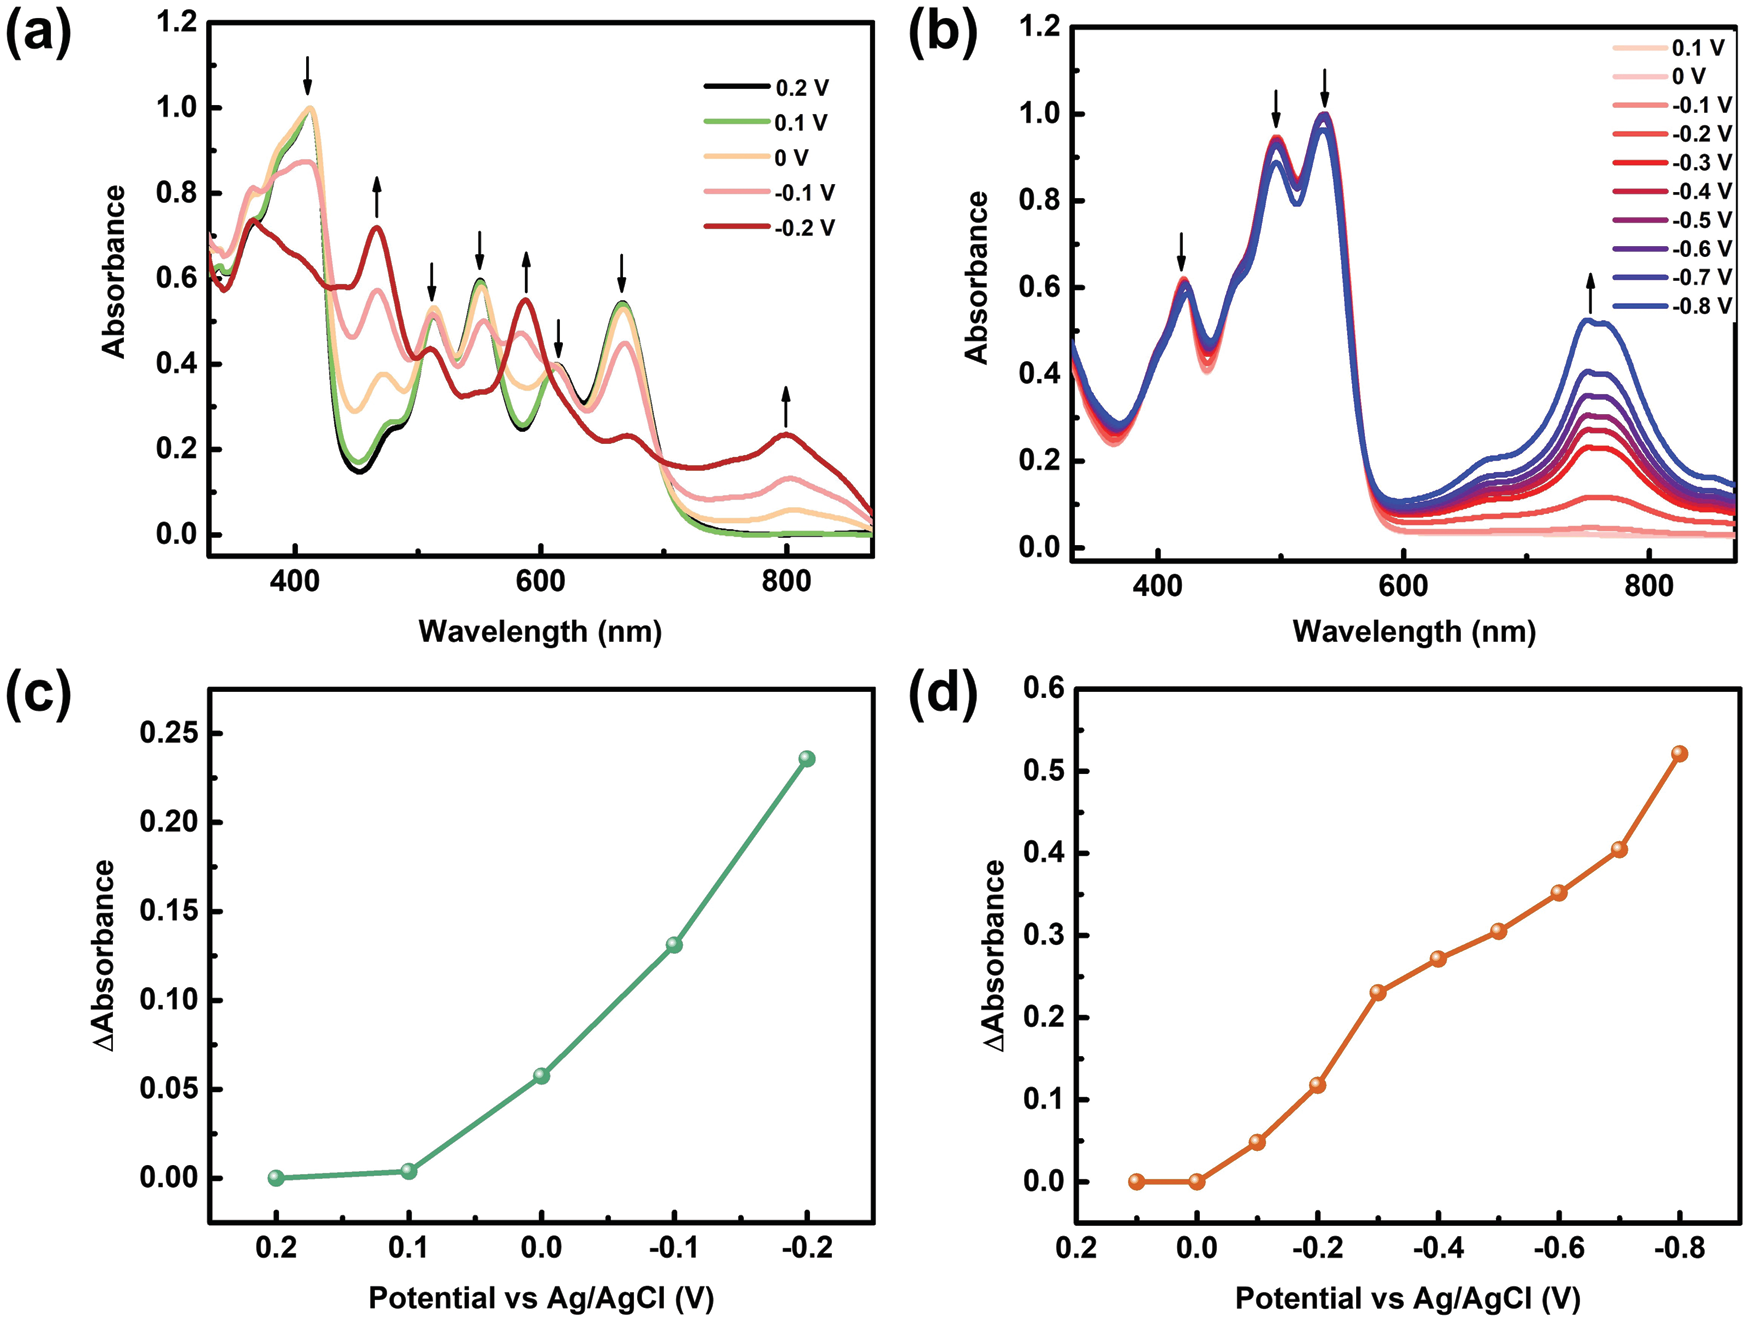 (a)
1.2
1.0
0.8
0.6
0.4
0.2
0.0
Absorbance
0.2 V
0.1 V
0 V
-0.1 V
-0.2 V
400
600
800
Wavelength (nm)
(b)
1.2
1.0
0.8
0.6
0.4
0.2
0.0
Absorbance
0.1 V
0 V
-0.1 V
-0.2 V
-0.3 V
-0.4 V
-0.5 V
-0.6 V
-0.7 V
-0.8 V
400
600
800
Wavelength (nm)
(c)
0.25
0.20
0.15
0.10
0.05
0.00
ΔAbsorbance
0.2
0.1
0.0
-0.1
-0.2
Potential vs Ag/AgCl (V)
(d)
0.6
0.5
0.4
0.3
0.2
0.1
0.0
ΔAbsorbance
0.2
0.0
-0.2
-0.4
-0.6
-0.8
Potential vs Ag/AgCl (V)